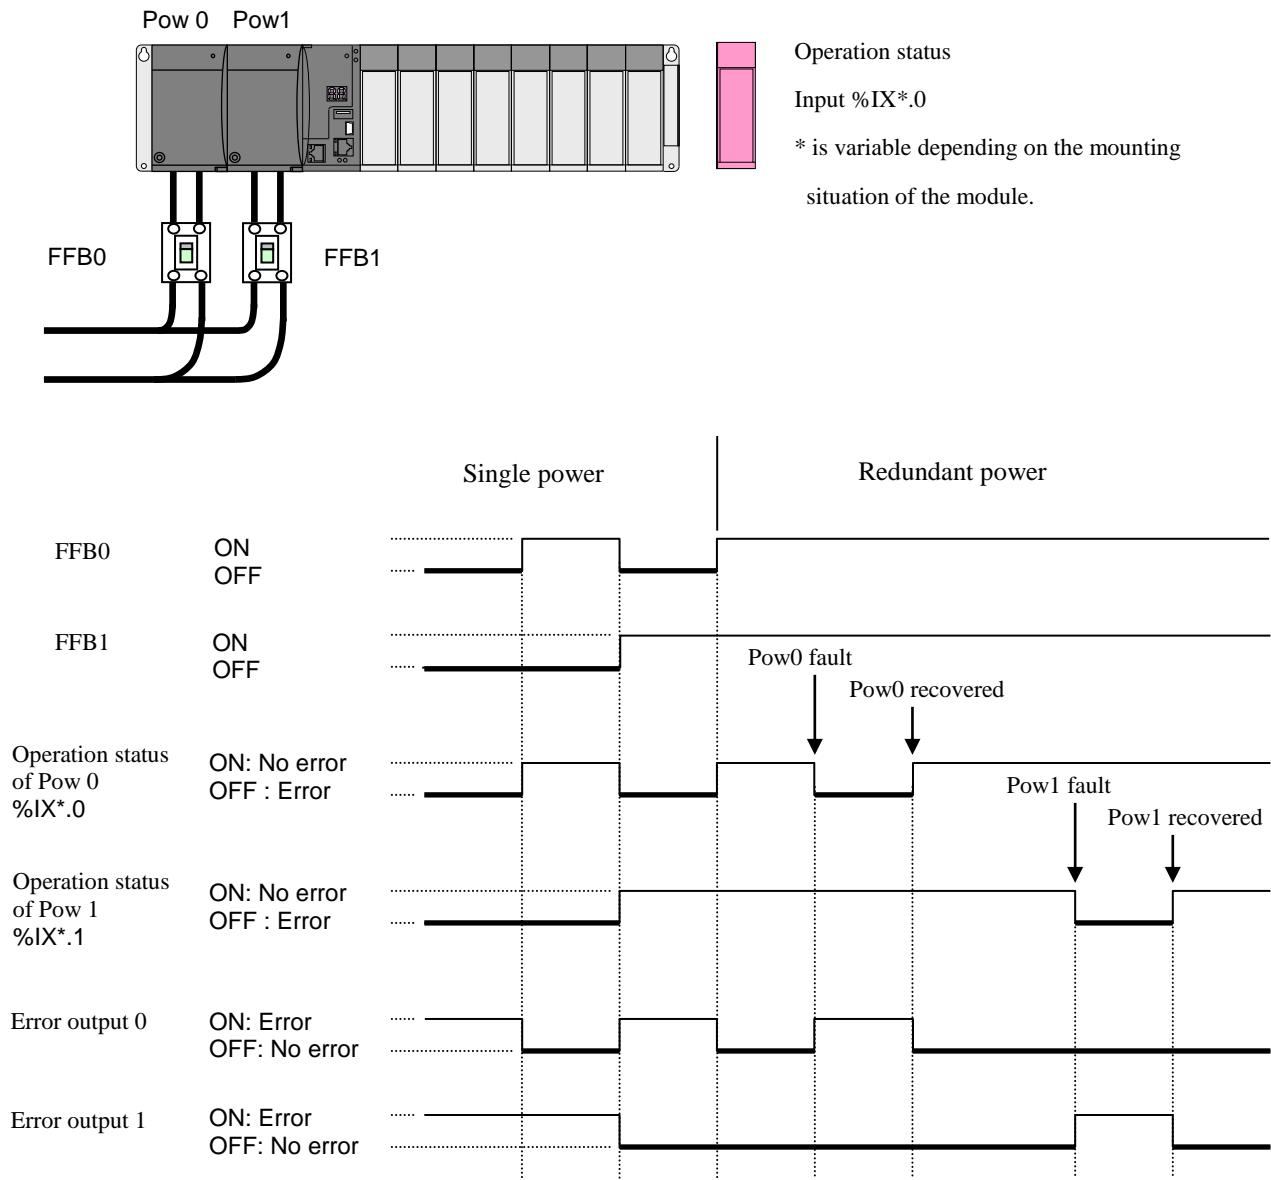 Pow 0 Pow1
Operation status
Input %IX*.0
* is variable depending on the mounting
situation of the module.
FFB0
FFB1
Single power
Redundant power
FFB0
ON
OFF
FFB1
ON
OFF
Pow0 fault
Pow0 recovered
Operation status
of Pow 0
%IX*.0
ON: No error
OFF : Error
Pow1 fault
Pow1 recovered
Operation status
of Pow 1
%IX*.1
ON: No error
OFF : Error
Error output 0
ON: Error
OFF: No error
Error output 1
ON: Error
OFF: No error